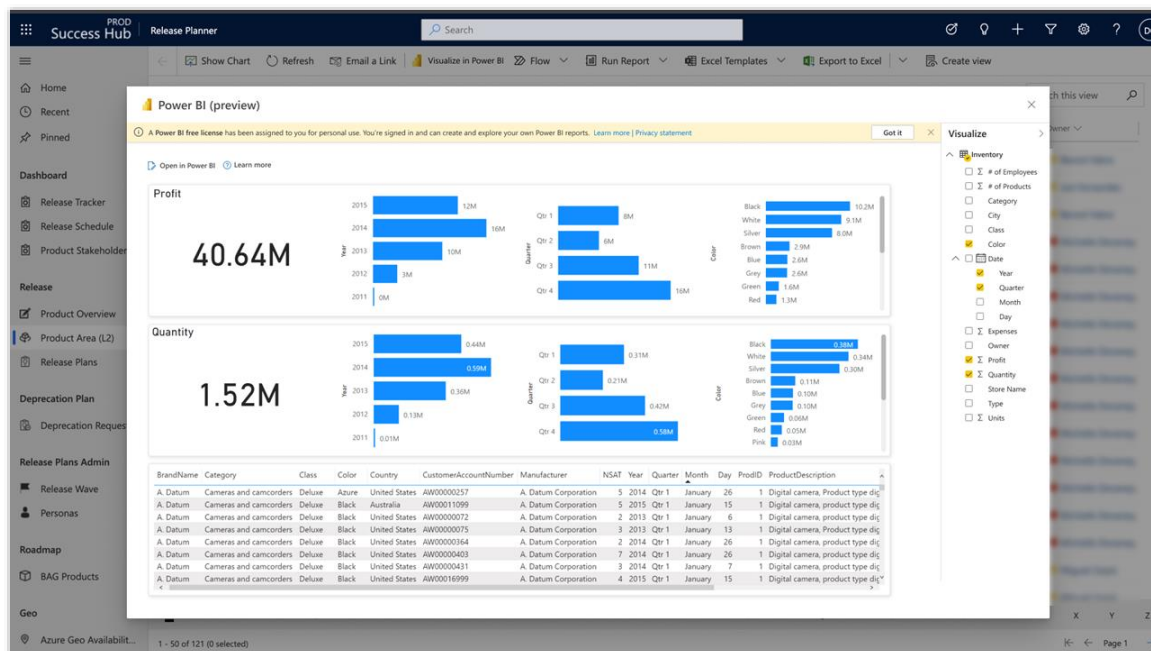 PROD
Success Hub Release Planner Search
Show Chart Refresh Email a Link Visualize in Power BI Flow Run Report Excel Templates Export to Excel Create view
Home
Recent
Pinned
Dashboard
Release Tracker
Release Schedule
Product Stakeholder
Release
Product Overview
Product Area (L2)
Release Plans
Deprecation Plan
Deprecation Reques
Release Plans Admin
Release Wave
Personas
Roadmap
BAG Products
Geo
Azure Geo Availabilit...
ch this view
Power BI (preview)
A Power BI free license has been assigned to you for personal use. You're signed in and can create and explore your own Power BI reports. Learn more | Privacy statement Got it
Open in Power BI Learn more
Profit
40.64M
Year
2015 12M
2014 16M
2013 10M
2012 3M
2011 0M
Quarter
Qtr 1 8M
Qtr 2 6M
Qtr 3 11M
Qtr 4 16M
Color
Black 10.2M
White 9.1M
Silver 8.0M
Brown 2.9M
Blue 2.6M
Grey 2.6M
Green 1.6M
Red 1.3M
Quantity
1.52M
Year
2015 0.44M
2014 0.59M
2013 0.36M
2012 0.13M
2011 0.01M
Quarter
Qtr 1 0.31M
Qtr 2 0.21M
Qtr 3 0.42M
Qtr 4 0.58M
Color
Black 0.38M
White 0.34M
Silver 0.30M
Brown 0.11M
Blue 0.10M
Grey 0.10M
Green 0.06M
Red 0.05M
Pink 0.03M
BrandName Category Class Color Country CustomerAccountNumber Manufacturer NSAT Year Quarter Month Day ProdID ProductDescription
A. Datum Cameras and camcorders Deluxe Azure United States AW00000257 A. Datum Corporation 5 2014 Qtr 1 January 26 1 Digital camera, Product type dig
A. Datum Cameras and camcorders Deluxe Black Australia AW00011099 A. Datum Corporation 5 2015 Qtr 1 January 15 1 Digital camera, product type dig
A. Datum Cameras and camcorders Deluxe Black United States AW00000072 A. Datum Corporation 2 2013 Qtr 1 January 6 1 Digital camera, product type dig
A. Datum Cameras and camcorders Deluxe Black United States AW00000075 A. Datum Corporation 3 2013 Qtr 1 January 13 1 Digital camera, product type dig
A. Datum Cameras and camcorders Deluxe Black United States AW00000364 A. Datum Corporation 2 2014 Qtr 1 January 26 1 Digital camera, product type dig
A. Datum Cameras and camcorders Deluxe Black United States AW00000403 A. Datum Corporation 7 2014 Qtr 1 January 26 1 Digital camera, product type dig
A. Datum Cameras and camcorders Deluxe Black United States AW00000431 A. Datum Corporation 3 2014 Qtr 1 January 7 1 Digital camera, product type dig
A. Datum Cameras and camcorders Deluxe Black United States AW00016999 A. Datum Corporation 4 2015 Qtr 1 January 15 1 Digital camera, product type dig
Visualize
Inventory
Σ # of Employees
Σ # of Products
Category
City
Class
Color
Date
Year
Quarter
Month
Day
Σ Expenses
Owner
Σ Profit
Σ Quantity
Store Name
Type
Σ Units
X Y Z
1 - 50 of 121 (0 selected) Page 1